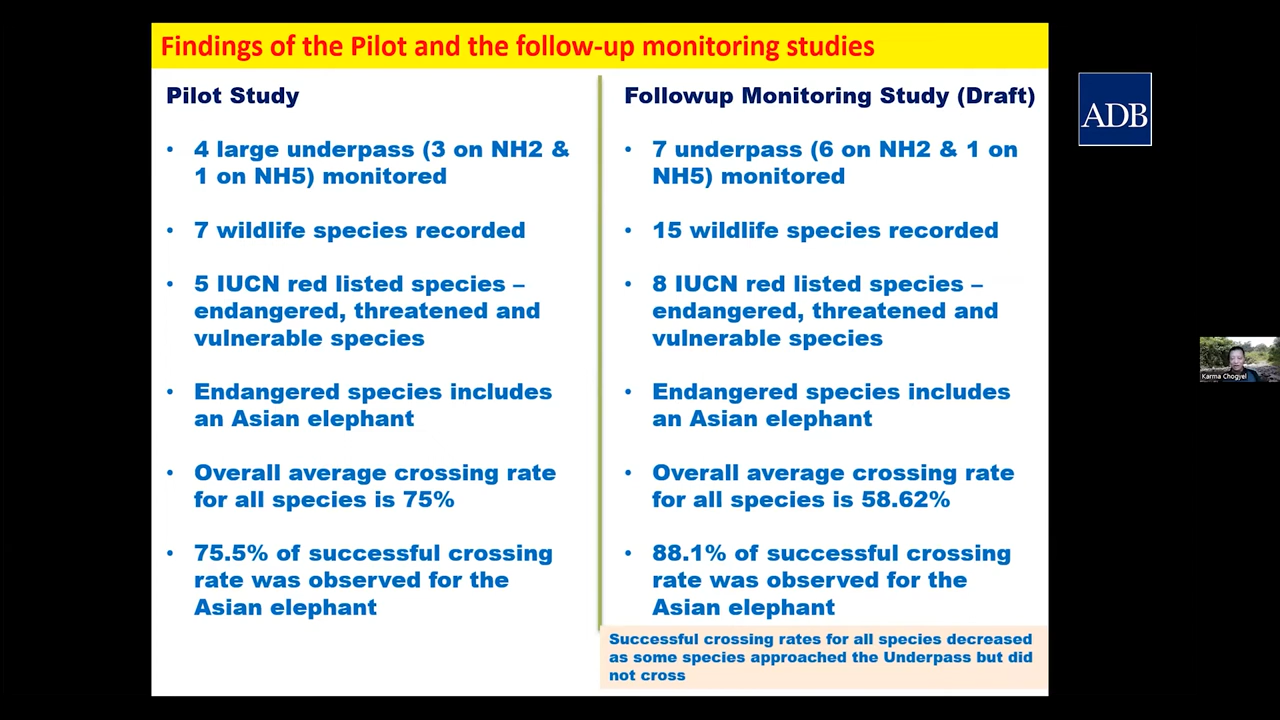 Findings of the Pilot and the follow-up monitoring studies
Pilot Study
• 4 large underpass (3 on NH2 &
1 on NH5) monitored
• 7 wildlife species recorded
• 5 IUCN red listed species –
endangered, threatened and
vulnerable species
• Endangered species includes
an Asian elephant
• Overall average crossing rate
for all species is 75%
• 75.5% of successful crossing
rate was observed for the
Asian elephant
Followup Monitoring Study (Draft)
• 7 underpass (6 on NH2 & 1 on
NH5) monitored
• 15 wildlife species recorded
• 8 IUCN red listed species –
endangered, threatened and
vulnerable species
• Endangered species includes
an Asian elephant
• Overall average crossing rate
for all species is 58.62%
• 88.1% of successful crossing
rate was observed for the
Asian elephant
Successful crossing rates for all species decreased
as some species approached the Underpass but did
not cross
ADB
Karma Chogyel